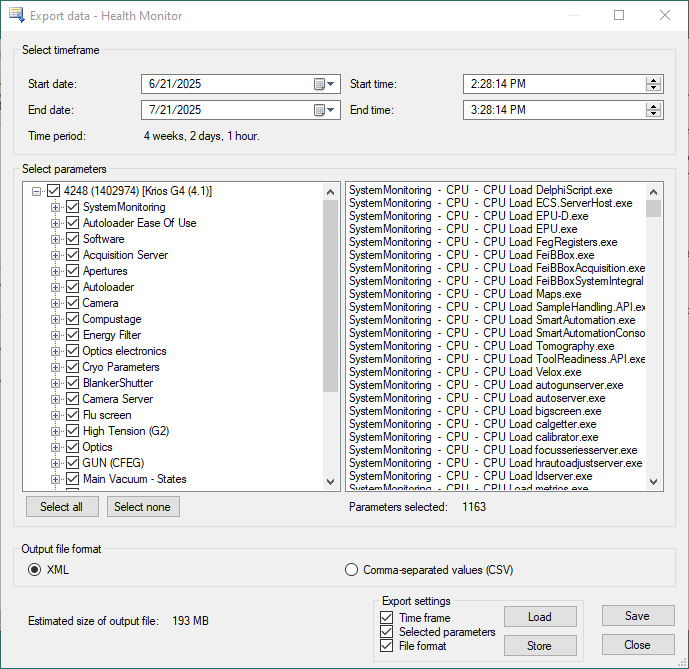 Export data - Health Monitor
Select timeframe
Start date: 6/21/2025 Start time: 2:28:14 PM
End date: 7/21/2025 End time: 3:28:14 PM
Time period: 4 weeks, 2 days, 1 hour.
Select parameters
4248 (1402974) [Krios G4 (4.1)]
SystemMonitoring
Autoloader Ease Of Use
Software
Acquisition Server
Apertures
Autoloader
Camera
Compustage
Energy Filter
Optics electronics
Cryo Parameters
BlankerShutter
Camera Server
Flu screen
High Tension (G2)
Optics
GUN (CFEG)
Main Vacuum - States
SystemMonitoring - CPU - CPU Load DelphiScript.exe
SystemMonitoring - CPU - CPU Load ECS.ServerHost.exe
SystemMonitoring - CPU - CPU Load EPU-D.exe
SystemMonitoring - CPU - CPU Load EPU.exe
SystemMonitoring - CPU - CPU Load FegRegisters.exe
SystemMonitoring - CPU - CPU Load FeiBBox.exe
SystemMonitoring - CPU - CPU Load FeiBBoxAcquisition.exe
SystemMonitoring - CPU - CPU Load FeiBBoxSystemIntegral
SystemMonitoring - CPU - CPU Load Maps.exe
SystemMonitoring - CPU - CPU Load SampleHandling.API.ex
SystemMonitoring - CPU - CPU Load SmartAutomation.exe
SystemMonitoring - CPU - CPU Load SmartAutomationConso
SystemMonitoring - CPU - CPU Load Tomography.exe
SystemMonitoring - CPU - CPU Load ToolReadiness.API.exe
SystemMonitoring - CPU - CPU Load Velox.exe
SystemMonitoring - CPU - CPU Load autogunserver.exe
SystemMonitoring - CPU - CPU Load autoserver.exe
SystemMonitoring - CPU - CPU Load bigscreen.exe
SystemMonitoring - CPU - CPU Load calgetter.exe
SystemMonitoring - CPU - CPU Load calibrator.exe
SystemMonitoring - CPU - CPU Load focusseriesserver.exe
SystemMonitoring - CPU - CPU Load hrautoadjustserver.exe
SystemMonitoring - CPU - CPU Load ldserver.exe
SystemMonitoring - CPU - CPU Load metrios.exe
Select all Select none Parameters selected: 1163
Output file format
XML Comma-separated values (CSV)
Estimated size of output file: 193 MB
Export settings
Time frame
Selected parameters
File format
Load
Store
Save
Close